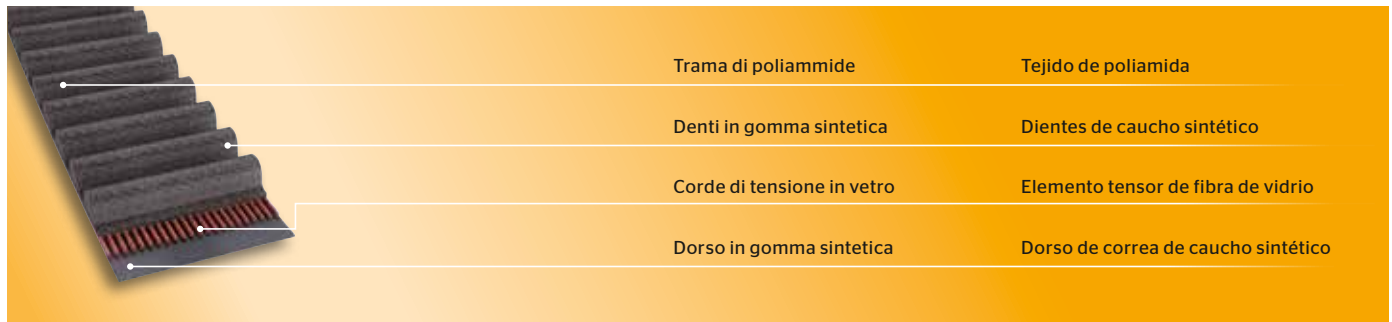 Trama di poliammide Tejido de poliamida
Denti in gomma sintetica Dientes de caucho sintético
Corde di tensione in vetro Elemento tensor de fibra de vidrio
Dorso in gomma sintetica Dorso de correa de caucho sintético